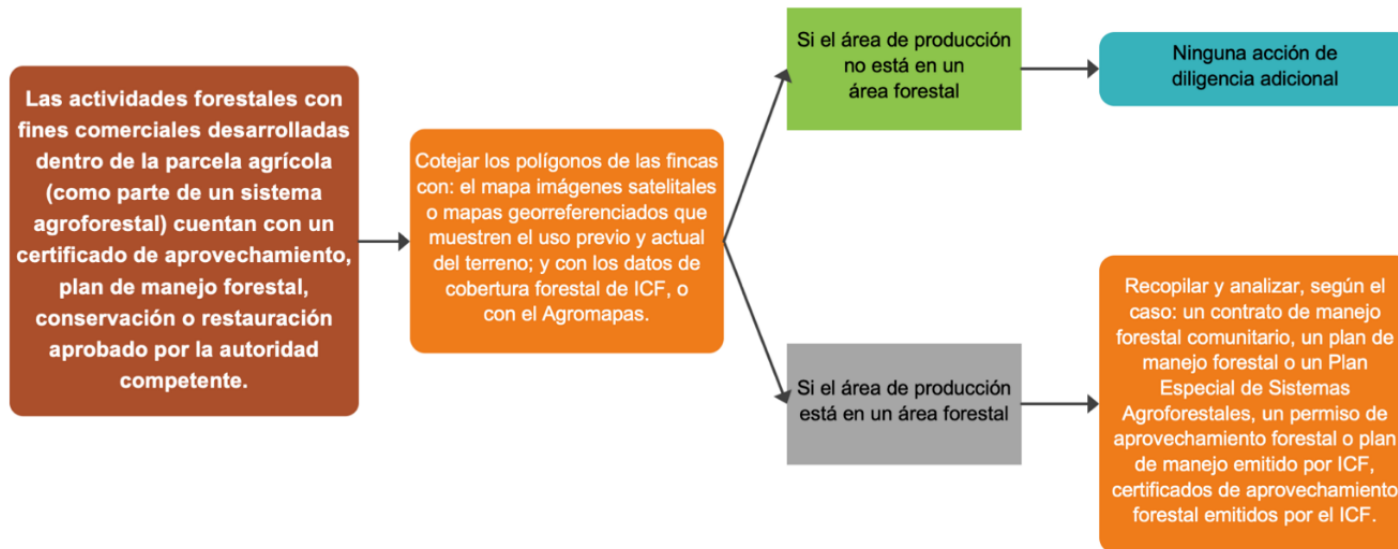 Las actividades forestales con
fines comerciales desarrolladas
dentro de la parcela agrícola
(como parte de un sistema
agroforestal) cuentan con un
certificado de aprovechamiento,
plan de manejo forestal,
conservación o restauración
aprobado por la autoridad
competente.
Cotejar los polígonos de las fincas
con: el mapa imágenes satelitales
o mapas georreferenciados que
muestren el uso previo y actual
del terreno; y con los datos de
cobertura forestal de ICF, o
con el Agromapas.
Si el área de producción
no está en un
área forestal
Ninguna acción de
diligencia adicional
Si el área de producción
está en un área forestal
Recopilar y analizar, según el
caso: un contrato de manejo
forestal comunitario, un plan de
manejo forestal o un Plan
Especial de Sistemas
Agroforestales, un permiso de
aprovechamiento forestal o plan
de manejo emitido por ICF,
certificados de aprovechamiento
forestal emitidos por el ICF.